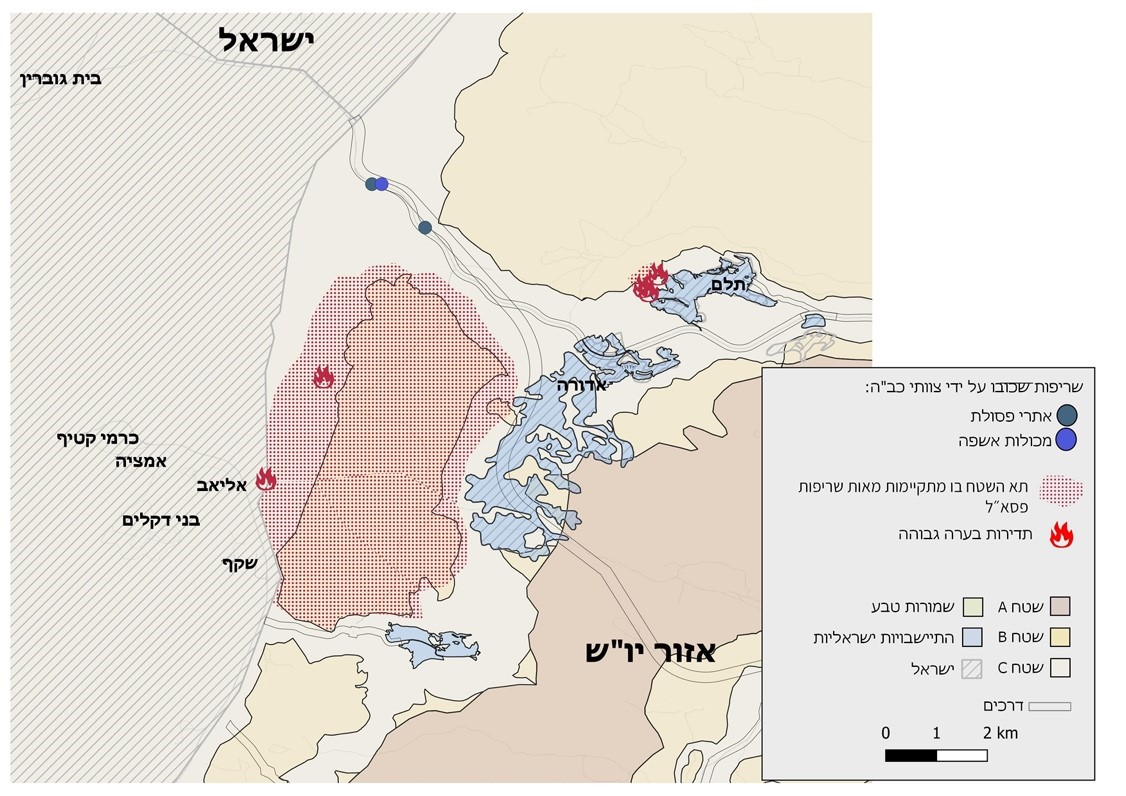 ישראל
בית גוברין
תלם
אדורה
כרמי קטיף
אמציה
אליאב
בני דקלים
שקף
אזור יו"ש
שריפות שכובו על ידי צוותי כב"ה:
אתרי פסולת
מכולות אשפה
תא השטח בו מתקיימות מאות שריפות
פסא״ל
תדירות בערה גבוהה
שטח A שמורות טבע
שטח B התיישבויות ישראליות
שטח C ישראל
דרכים
0 1 2 km